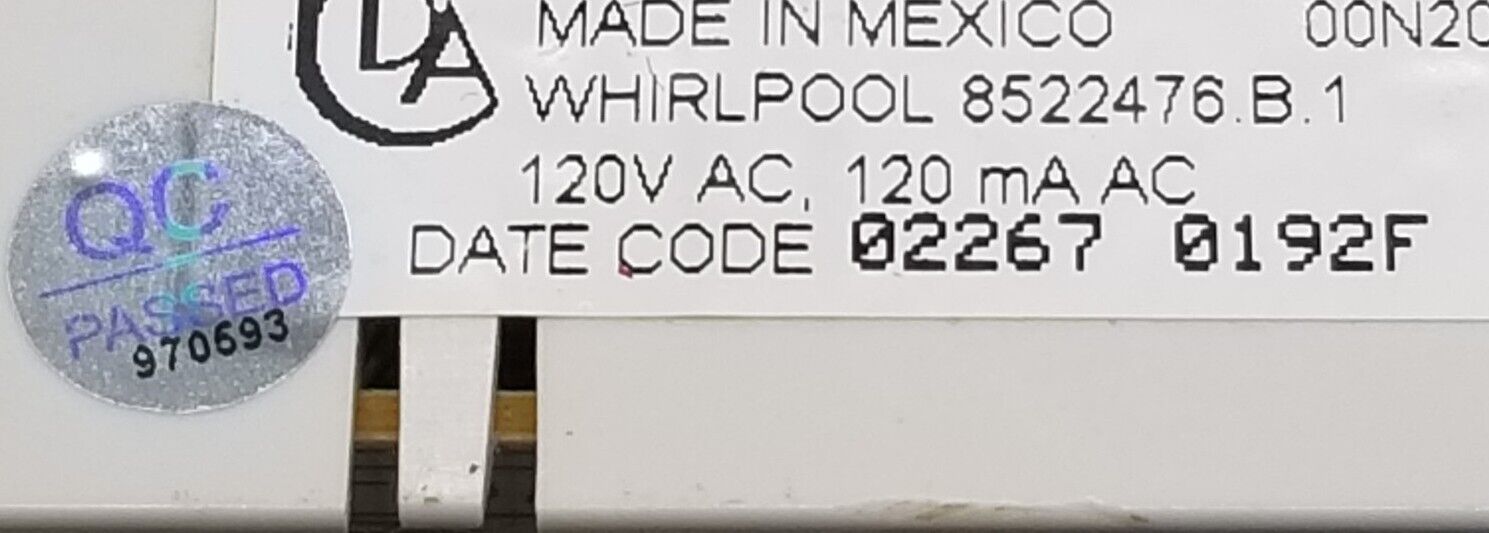 MADE IN MEXICO 00N20
WHIRLPOOL 8522476.B.1
120V AC, 120 mA AC
DATE CODE 02267 0192F
QC
PASSED
970693